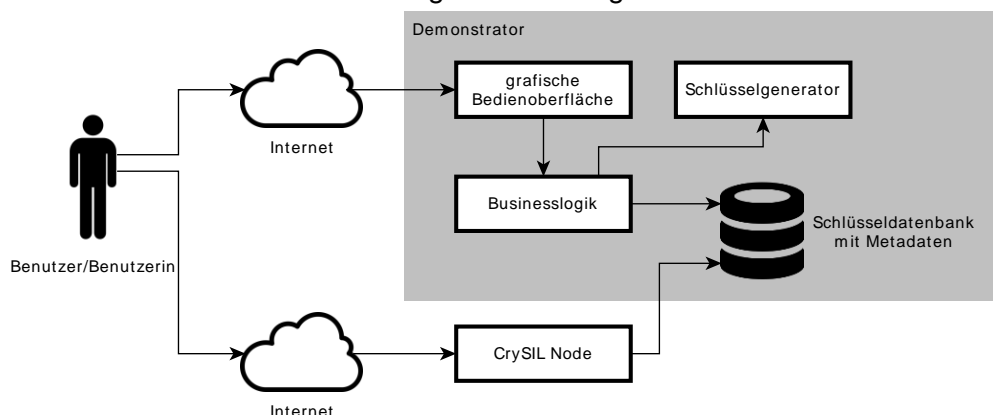 Demonstrator
grafische
Bedienoberfläche
Schlüsselgenerator
Internet
Businesslogik
Schlüsseldatenbank
mit Metadaten
Benutzer/Benutzerin
CrySIL Node
Internet